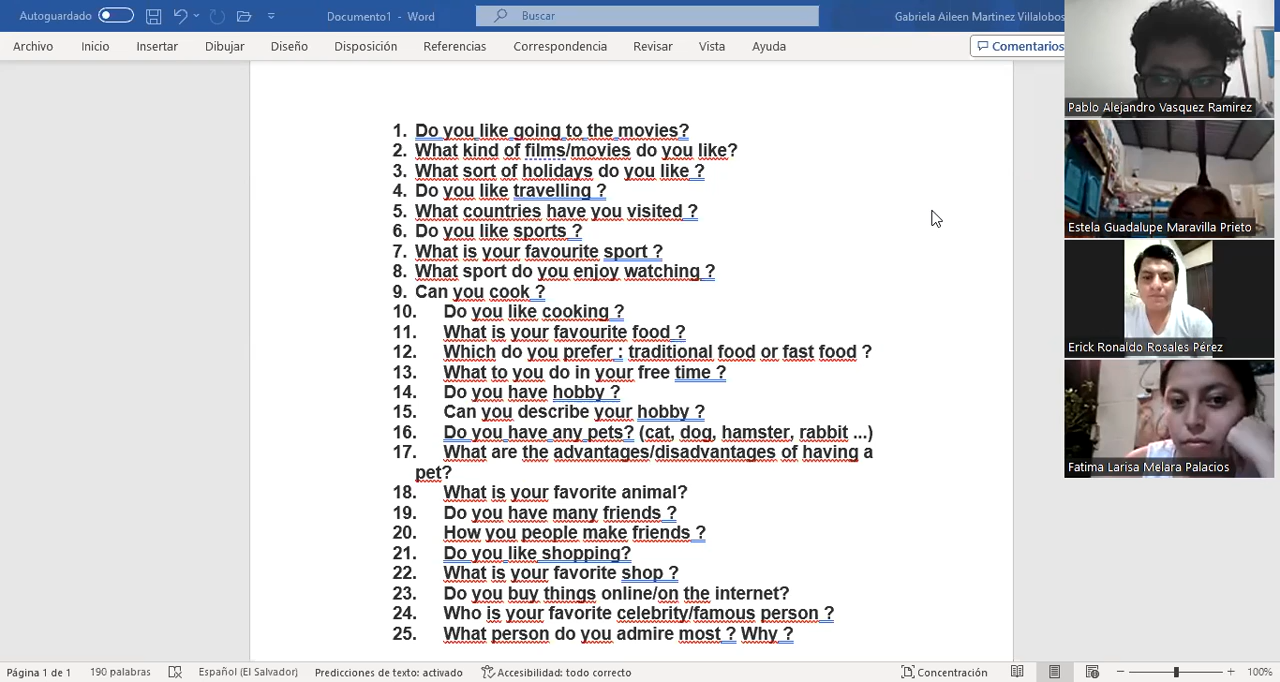 Autoguardado
Documento1 - Word
Buscar
Gabriela Aileen Martinez Villalobos
Archivo Inicio Insertar Dibujar Diseño Disposición Referencias Correspondencia Revisar Vista Ayuda
Comentarios
1. Do you like going to the movies?
2. What kind of films/movies do you like?
3. What sort of holidays do you like ?
4. Do you like travelling ?
5. What countries have you visited ?
6. Do you like sports ?
7. What is your favourite sport ?
8. What sport do you enjoy watching ?
9. Can you cook ?
10. Do you like cooking ?
11. What is your favourite food ?
12. Which do you prefer : traditional food or fast food ?
13. What to you do in your free time ?
14. Do you have hobby ?
15. Can you describe your hobby ?
16. Do you have any pets? (cat, dog, hamster, rabbit ...)
17. What are the advantages/disadvantages of having a
pet?
18. What is your favorite animal?
19. Do you have many friends ?
20. How you people make friends ?
21. Do you like shopping?
22. What is your favorite shop ?
23. Do you buy things online/on the internet?
24. Who is your favorite celebrity/famous person ?
25. What person do you admire most ? Why ?
Pablo Alejandro Vasquez Ramirez
Estela Guadalupe Maravilla Prieto
Erick Ronaldo Rosales Pérez
Fatima Larisa Melara Palacios
Página 1 de 1 190 palabras Español (El Salvador) Predicciones de texto: activado Accesibilidad: todo correcto Concentración 100%